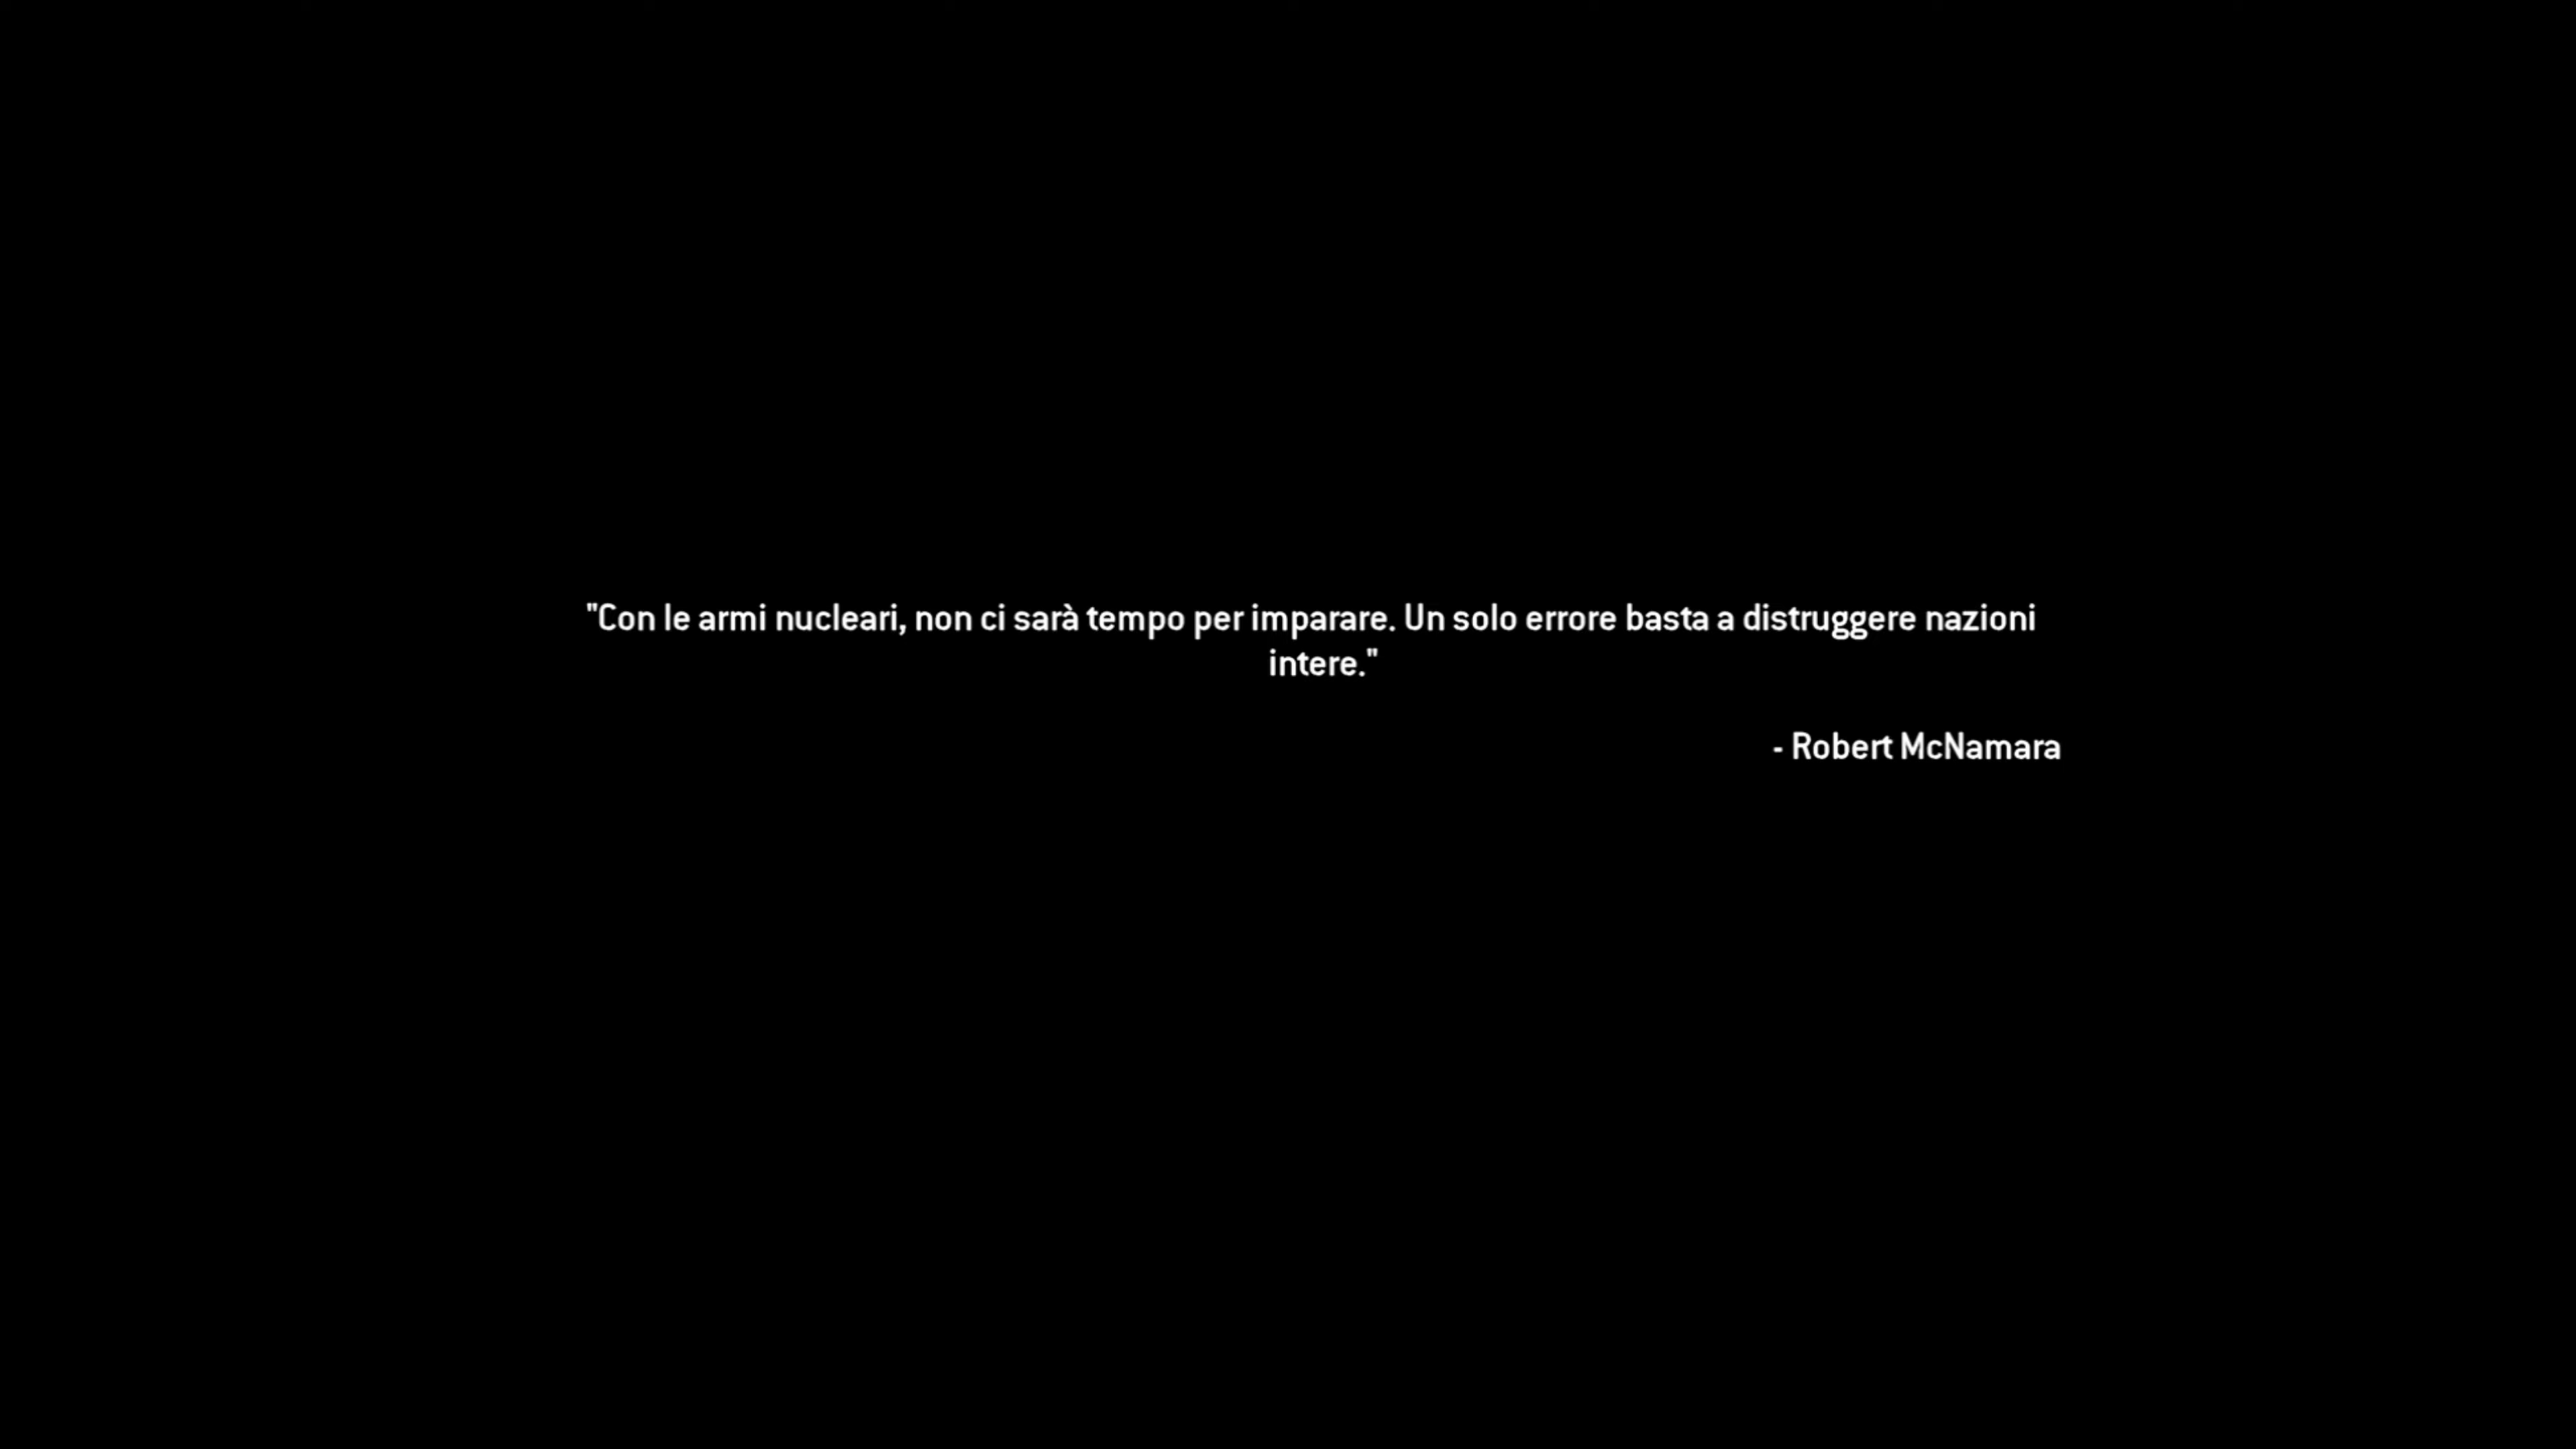 "Con le armi nucleari, non ci sarà tempo per imparare. Un solo errore basta a distruggere nazioni
intere."
- Robert McNamara